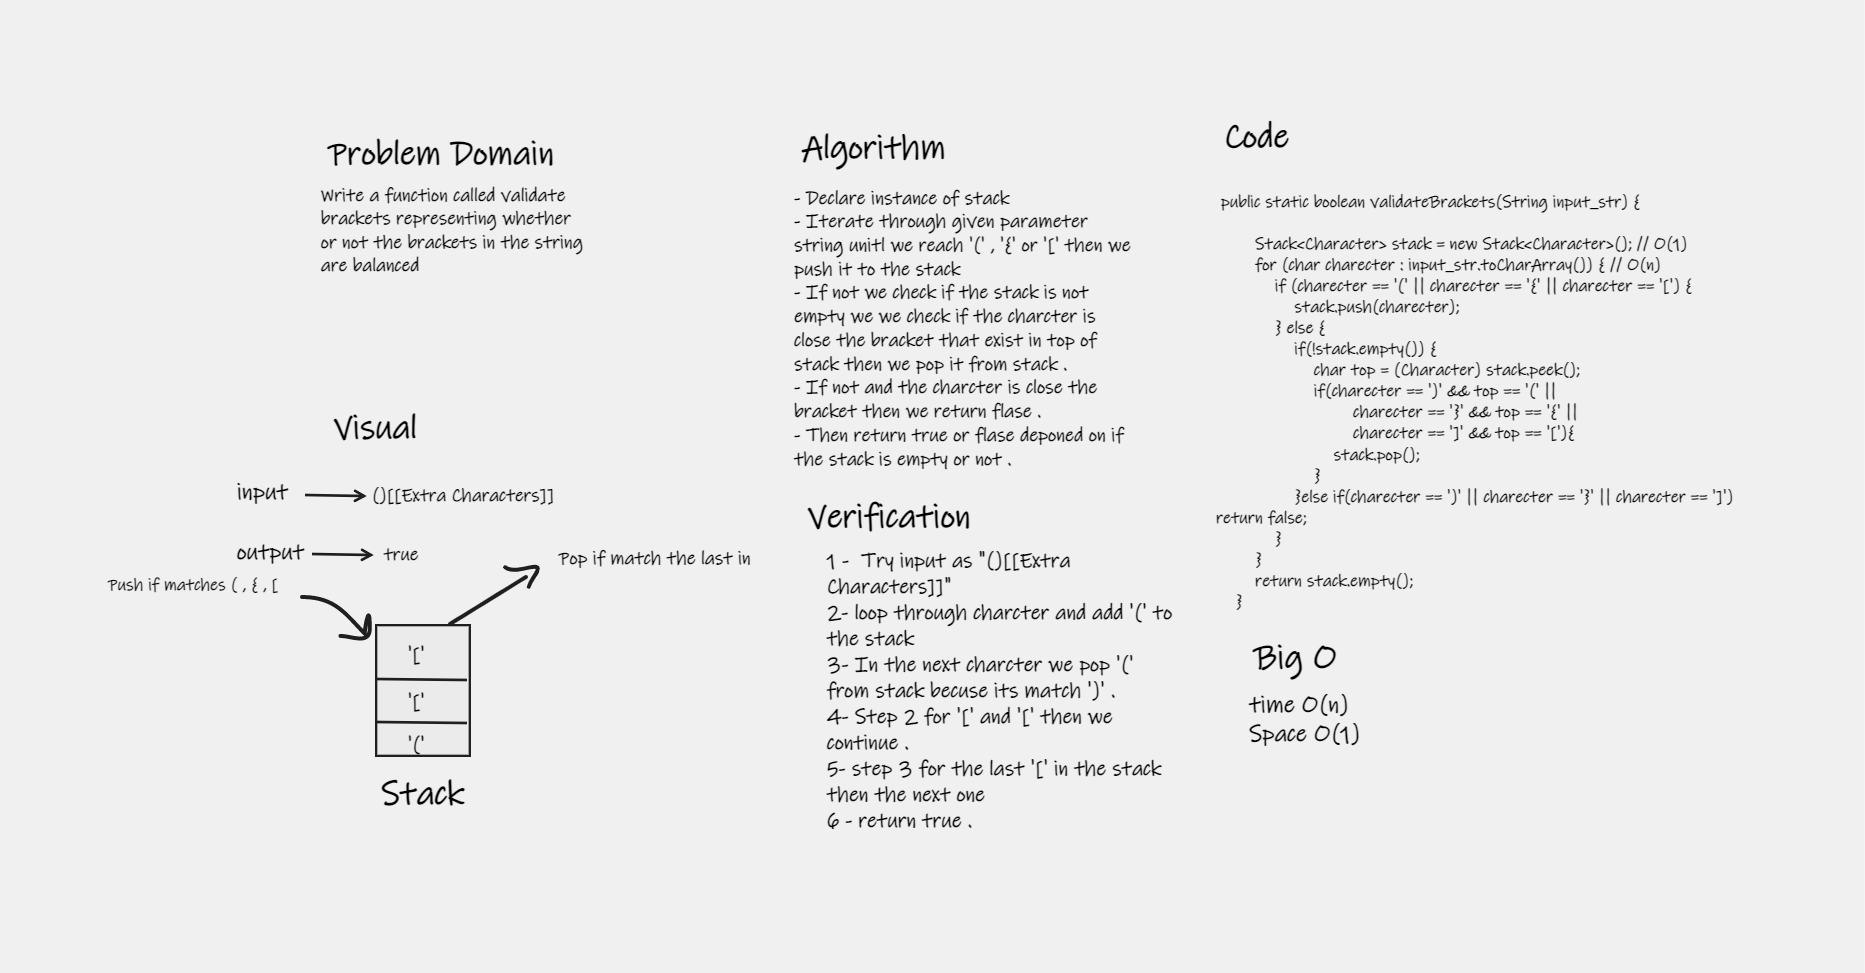 Problem Domain
Write a function called validate
brackets representing whether
or not the brackets in the string
are balanced
Visual
input
()[[Extra Characters]]
output
true
Push if matches ( , { , [
Pop if match the last in
'['
'['
'('
Stack
Algorithm
- Declare instance of stack
- Iterate through given parameter
string unitl we reach '(' , '{' or '[' then we
push it to the stack
- If not we check if the stack is not
empty we we check if the charcter is
close the bracket that exist in top of
stack then we pop it from stack .
- If not and the charcter is close the
bracket then we return flase .
- Then return true or flase deponed on if
the stack is empty or not .
Verification
1 - Try input as "()[[Extra
Characters]]"
2- loop through charcter and add '(' to
the stack
3- In the next charcter we pop '('
from stack becuse its match ')' .
4- Step 2 for '[' and '[' then we
continue .
5- step 3 for the last '[' in the stack
then the next one
6 - return true .
Code
public static boolean validateBrackets(String input_str) {
Stack<Character> stack = new Stack<Character>(); // O(1)
for (char charecter : input_str.toCharArray()) { // O(n)
if (charecter == '(' || charecter == '{' || charecter == '[') {
stack.push(charecter);
} else {
if(!stack.empty()) {
char top = (Character) stack.peek();
if(charecter == ')' && top == '(' ||
charecter == '}' && top == '{' ||
charecter == ']' && top == '['){
stack.pop();
}
}else if(charecter == ')' || charecter == '}' || charecter == ']')
return false;
}
}
return stack.empty();
}
Big O
time O(n)
Space O(1)